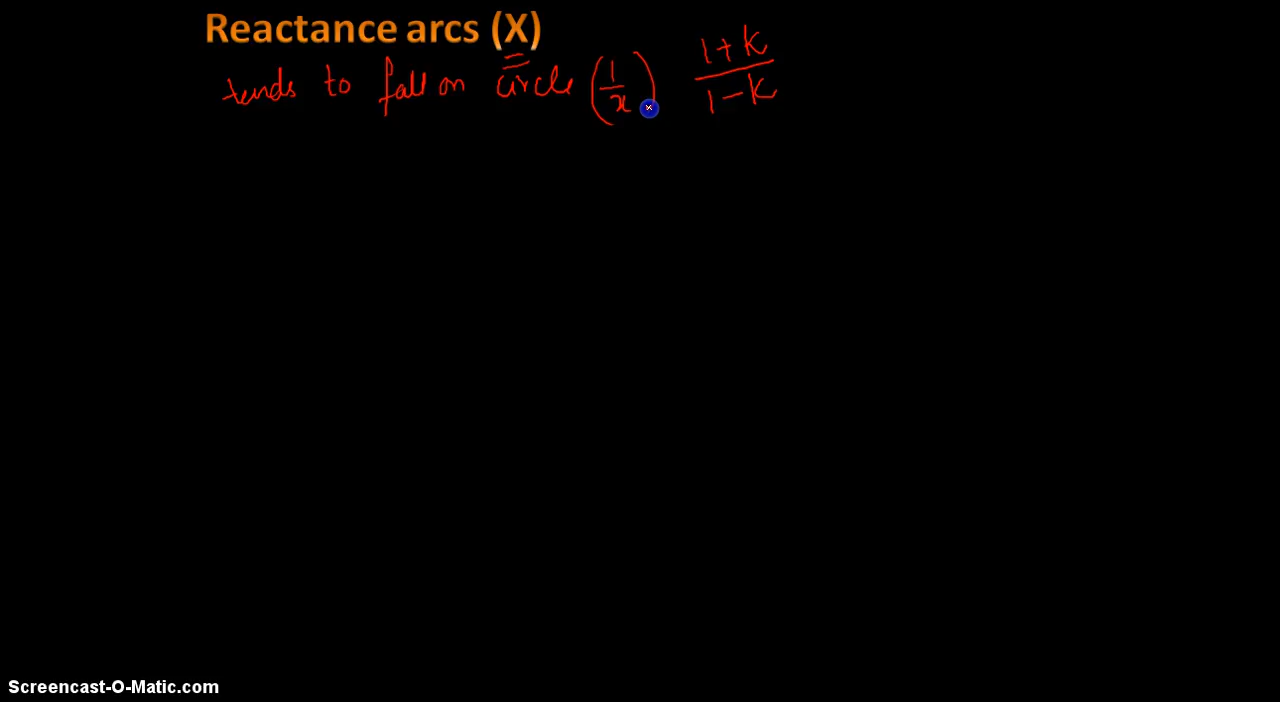 Reactance arcs (X)
tends to fall on circle (1/x) 1+K/1-K
Screencast-O-Matic.com